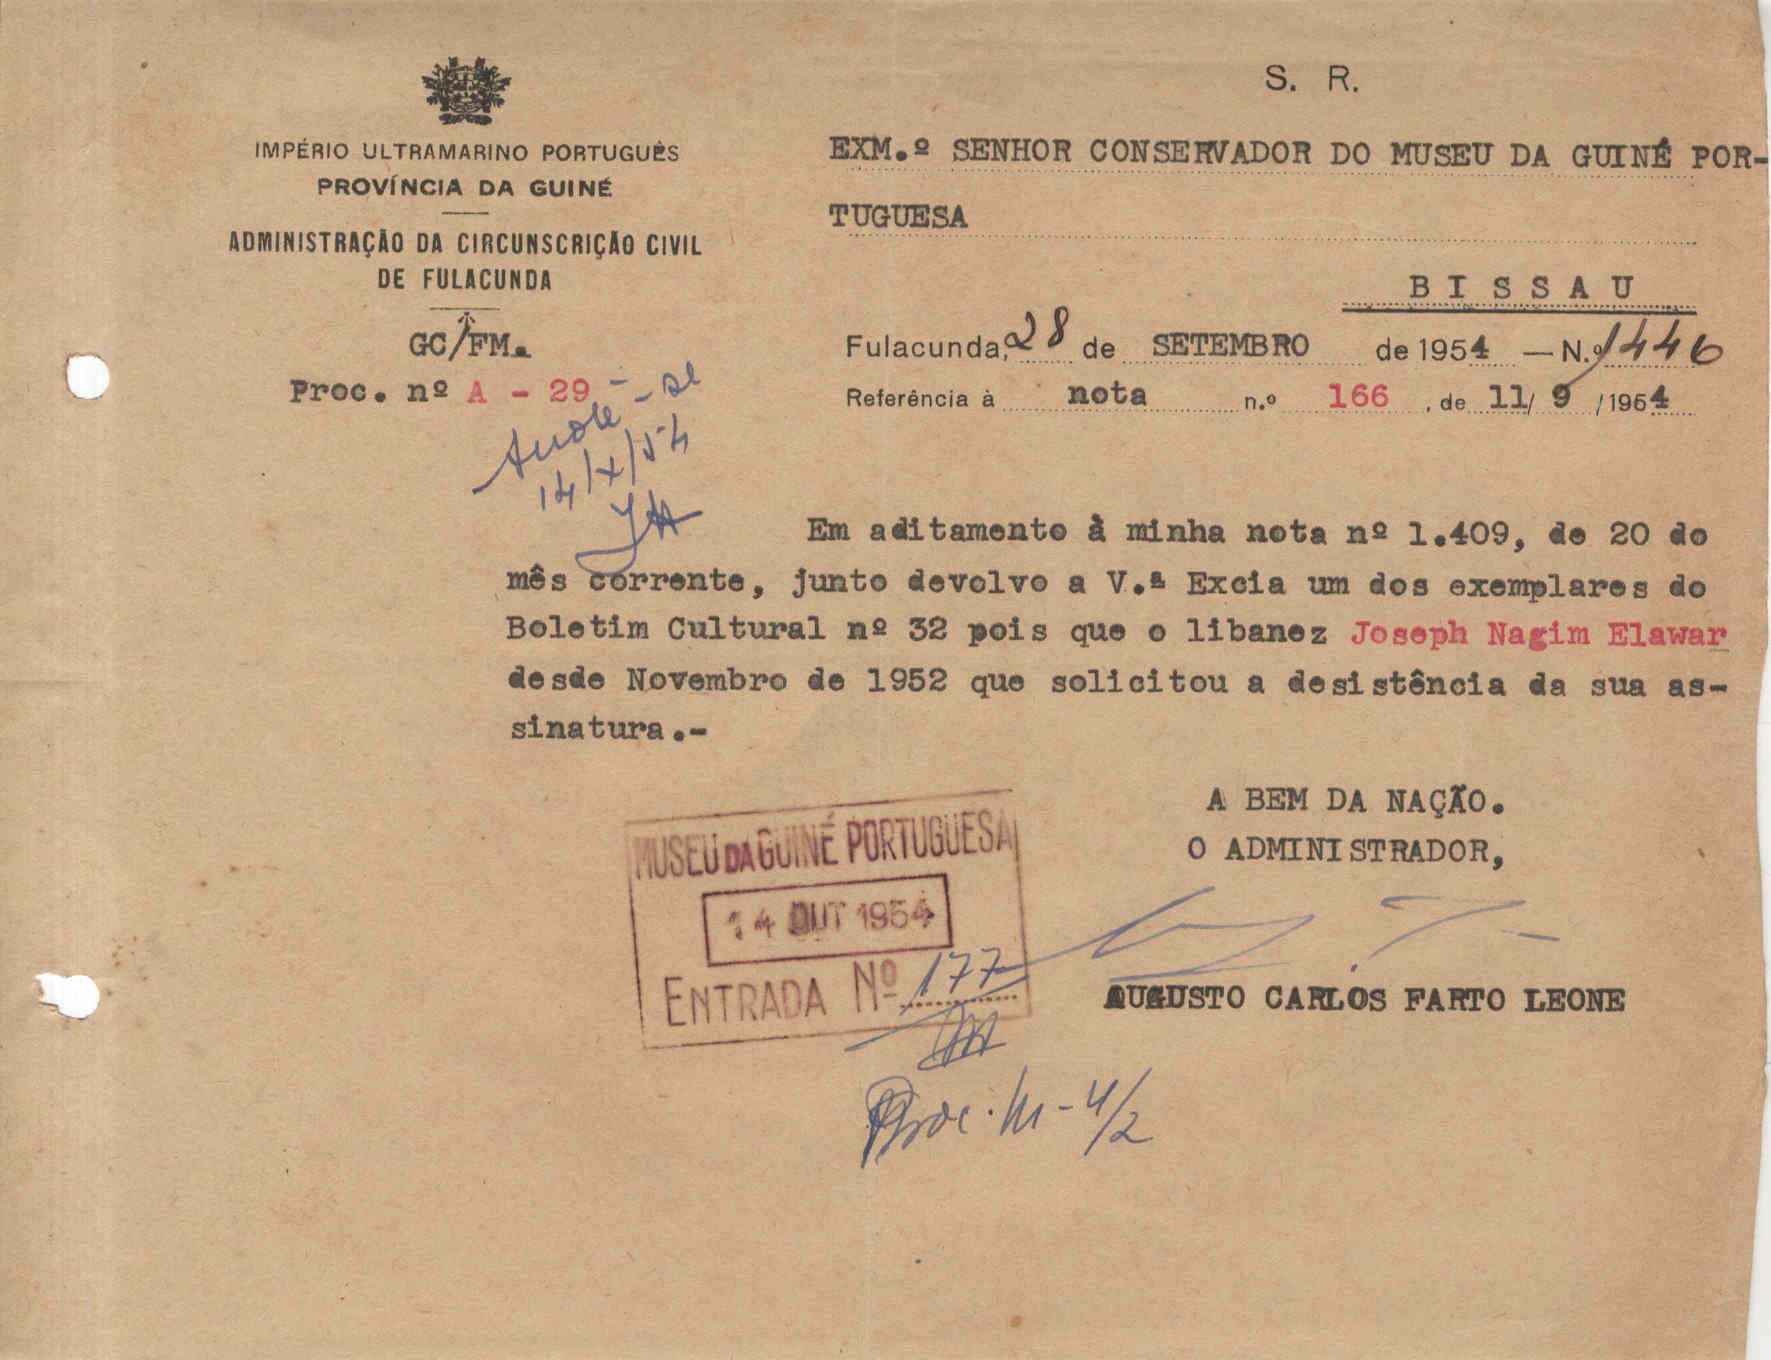 S. R.
IMPÉRIO ULTRAMARINO PORTUGUÊS
PROVÍNCIA DA GUINÉ
ADMINISTRAÇÃO DA CIRCUNSCRIÇÃO CIVIL
DE FULACUNDA
GC/FM.
Proc. nº A - 29
Anote-se
14/X/54
EXM.º SENHOR CONSERVADOR DO MUSEU DA GUINÉ POR-
TUGUESA
BISSAU
Fulacunda, 28 de SETEMBRO de 1954 — N.º 1446
Referência à nota n.º 166, de 11/ 9 /1954
Em aditamento à minha nota nº 1.409, de 20 do
mês corrente, junto devolvo a V.ª Excia um dos exemplares do
Boletim Cultural nº 32 pois que o libanez Joseph Nagim Elawar
desde Novembro de 1952 que solicitou a desistência da sua as-
sinatura.-
A BEM DA NAÇÃO.
O ADMINISTRADOR,
AUGUSTO CARLOS FARTO LEONE
MUSEU DA GUINÉ PORTUGUESA
14 OUT 1954
ENTRADA Nº 177
Proc. M-4/2